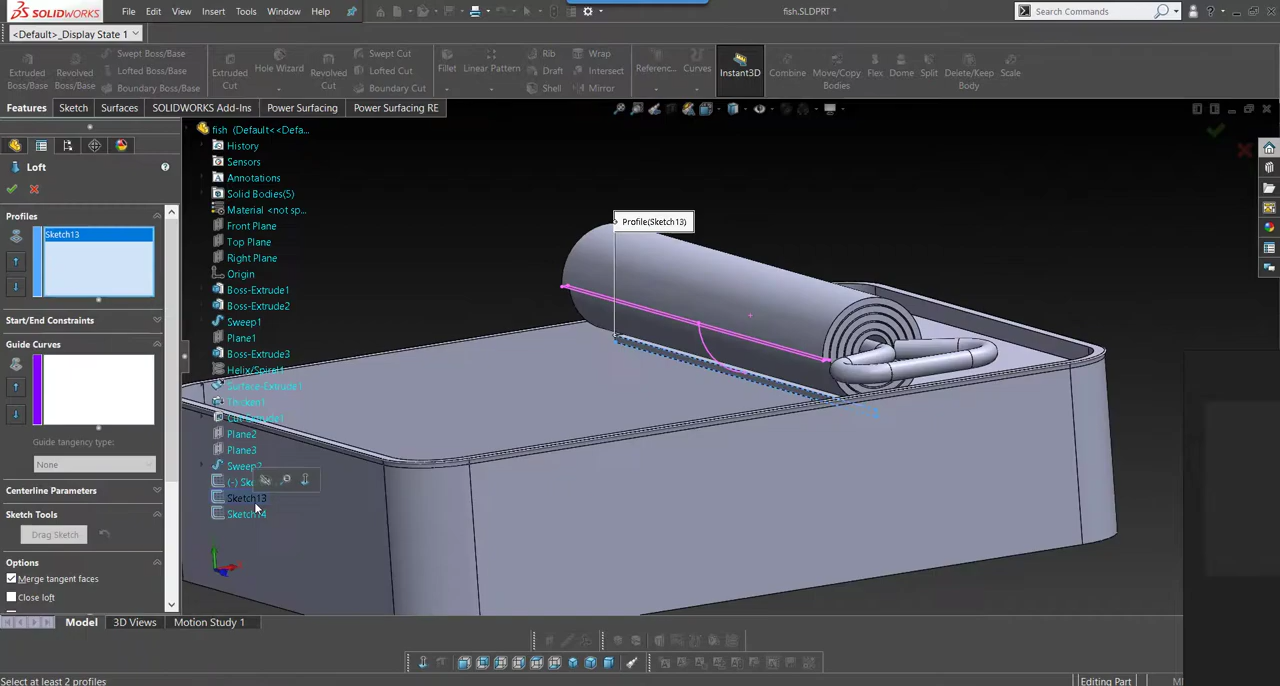 SOLIDWORKS
File
Edit
View
Insert
Tools
Window
Help
fish.SLDPRT *
Search Commands
<Default>_Display State 1
Extruded Boss/Base
Revolved Boss/Base
Swept Boss/Base
Lofted Boss/Base
Boundary Boss/Base
Extruded Cut
Hole Wizard
Revolved Cut
Swept Cut
Lofted Cut
Boundary Cut
Fillet
Linear Pattern
Rib
Draft
Shell
Wrap
Intersect
Mirror
Referenc...
Curves
Instant3D
Combine
Move/Copy Bodies
Flex
Dome
Split
Delete/Keep Body
Scale
Features
Sketch
Surfaces
SOLIDWORKS Add-Ins
Power Surfacing
Power Surfacing RE
Loft
Profiles
Sketch13
Start/End Constraints
Guide Curves
Guide tangency type:
None
Centerline Parameters
Sketch Tools
Drag Sketch
Options
Merge tangent faces
Close loft
fish (Default<<Defa...
History
Sensors
Annotations
Solid Bodies(5)
Material <not sp...
Front Plane
Top Plane
Right Plane
Origin
Boss-Extrude1
Boss-Extrude2
Sweep1
Plane1
Boss-Extrude3
Helix/Spiral1
Surface-Extrude1
Thicken1
Cut-Extrude1
Plane2
Plane3
Sweep2
(-) Sk
Sketch13
Sketch14
Profile(Sketch13)
Model
3D Views
Motion Study 1
Select at least 2 profiles
Editing Part